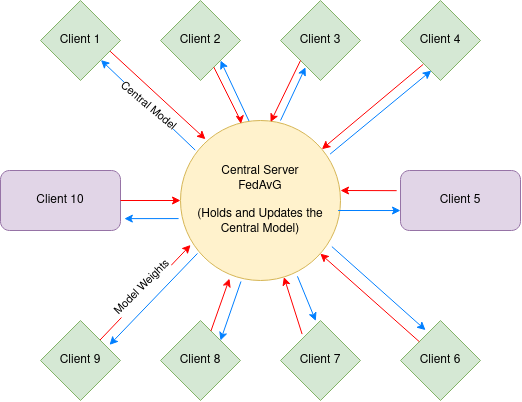 Client 1
Client 2
Client 3
Client 4
Central Model
Central Server
FedAvG
(Holds and Updates the
Central Model)
Client 10
Client 5
Model Weights
Client 9
Client 8
Client 7
Client 6